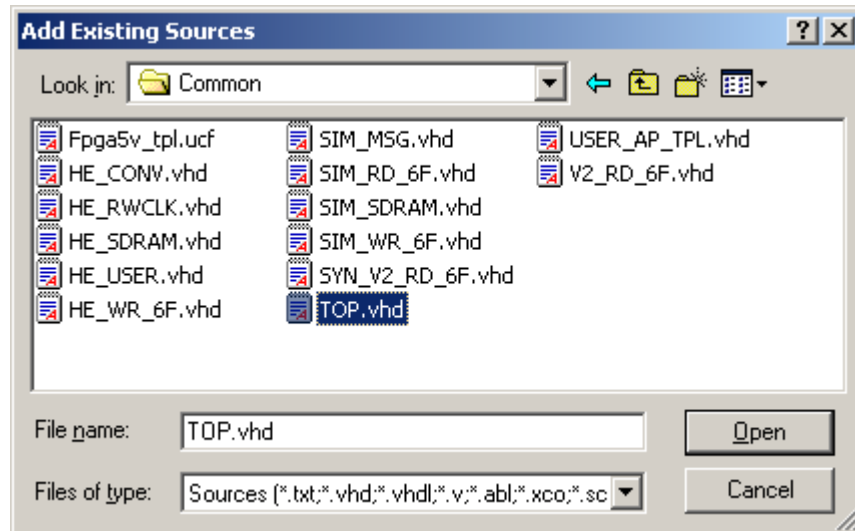 Add Existing Sources
Look in: Common
Fpga5v_tpl.ucf
HE_CONV.vhd
HE_RWCLK.vhd
HE_SDRAM.vhd
HE_USER.vhd
HE_WR_6F.vhd
SIM_MSG.vhd
SIM_RD_6F.vhd
SIM_SDRAM.vhd
SIM_WR_6F.vhd
SYN_V2_RD_6F.vhd
TOP.vhd
USER_AP_TPL.vhd
V2_RD_6F.vhd
File name: TOP.vhd
Open
Files of type: Sources (*.txt;*.vhd;*.vhdl;*.v;*.abl;*.xco;*.sc
Cancel